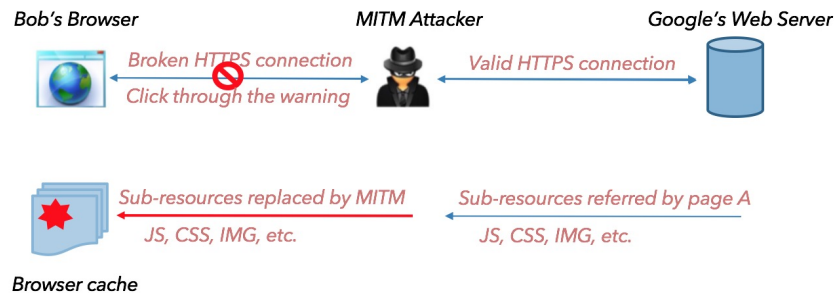 Bob's Browser
MITM Attacker
Google's Web Server
Broken HTTPS connection
Valid HTTPS connection
Click through the warning
Sub-resources replaced by MITM
Sub-resources referred by page A
JS, CSS, IMG, etc.
JS, CSS, IMG, etc.
Browser cache